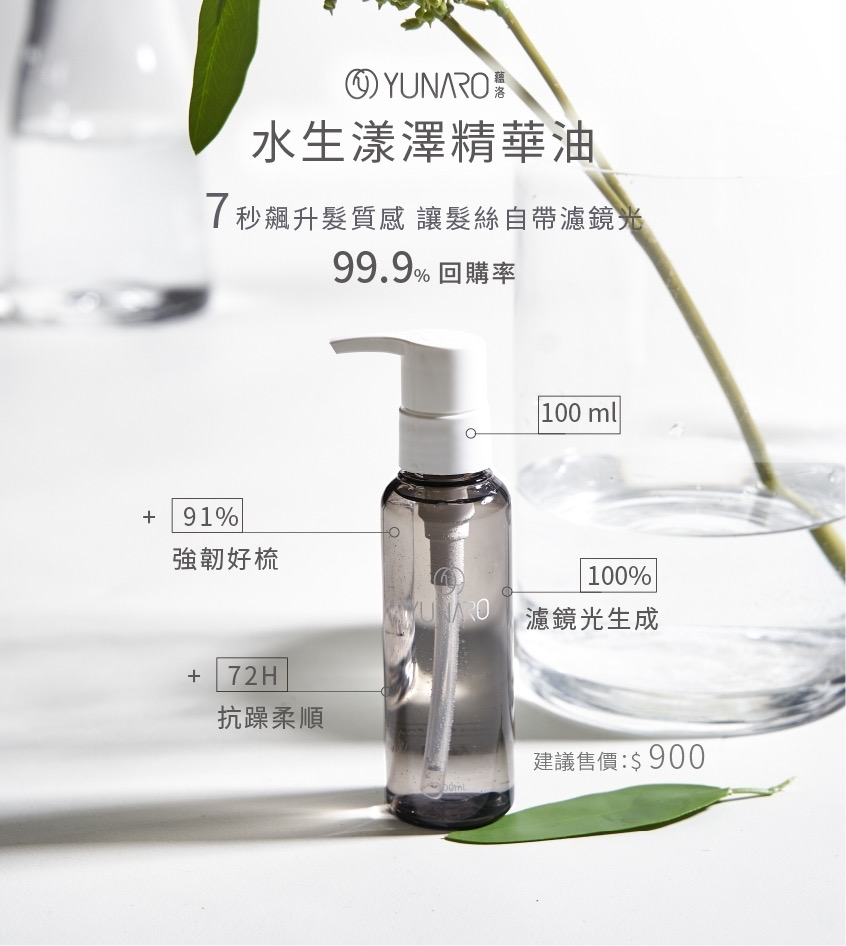 YUNARO 蘊洛
水生漾澤精華油
7秒飆升髮質感 讓髮絲自帶濾鏡光
99.9% 回購率
100 ml
+ 91%
強韌好梳
100%
濾鏡光生成
YUNARO
+ 72H
抗躁柔順
建議售價:$900